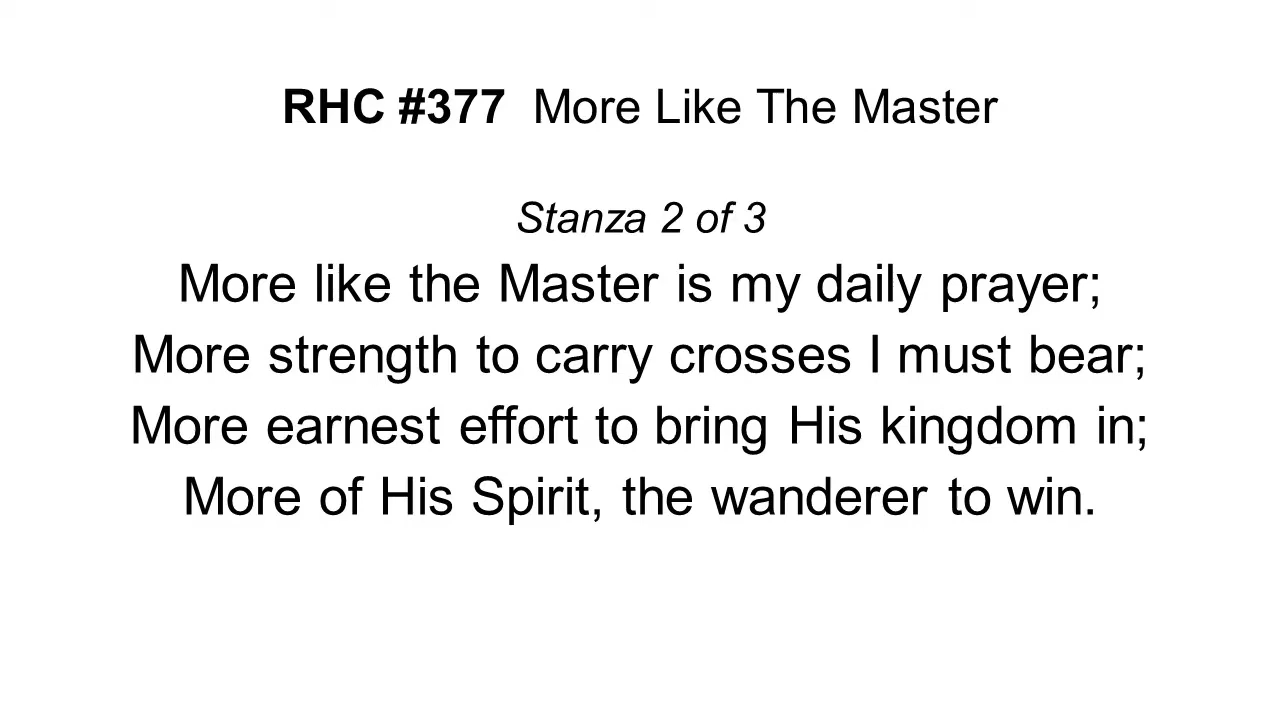 RHC #377 More Like The Master
Stanza 2 of 3
More like the Master is my daily prayer;
More strength to carry crosses I must bear;
More earnest effort to bring His kingdom in;
More of His Spirit, the wanderer to win.